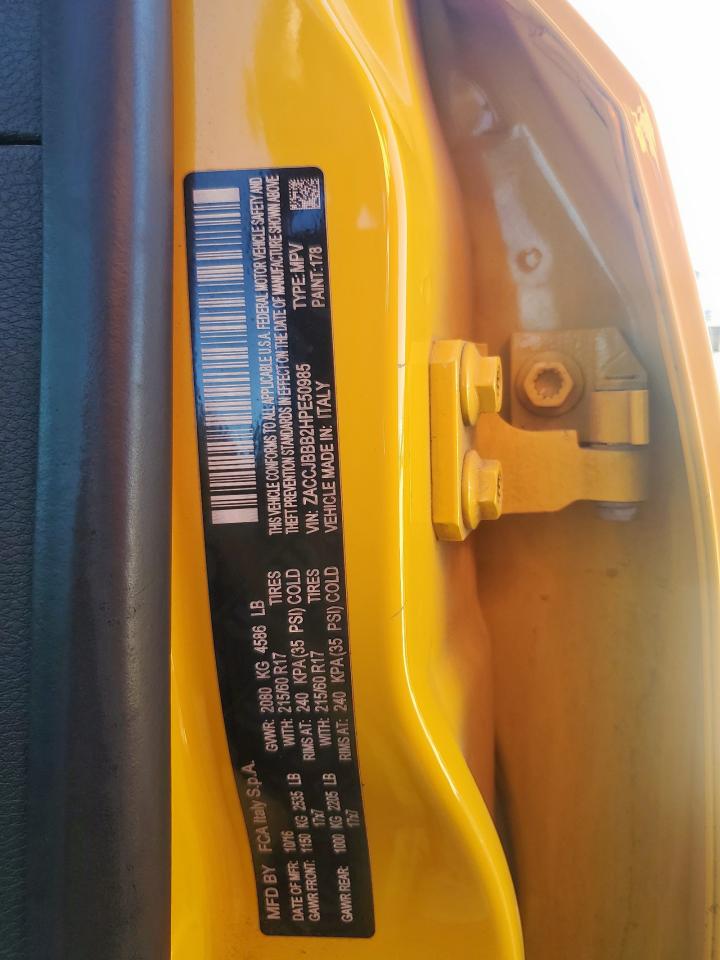 MFD BY FCA Italy S.p.A.
DATE OF MFR: 10/16 GVWR: 2080 KG 4586 LB
GAWR FRONT: 1150 KG 2535 LB WITH: 215/60 R17 TIRES
17x7 RIMS AT: 240 KPA(35 PSI) COLD
GAWR REAR: 1000 KG 2205 LB WITH: 215/60 R17 TIRES
17x7 RIMS AT: 240 KPA(35 PSI) COLD
THIS VEHICLE CONFORMS TO ALL APPLICABLE U.S.A. FEDERAL MOTOR VEHICLE SAFETY AND
THEFT PREVENTION STANDARDS IN EFFECT ON THE DATE OF MANUFACTURE SHOWN ABOVE
VIN: ZACCJBBB2HPE50985 TYPE: MPV
VEHICLE MADE IN: ITALY PAINT: 178